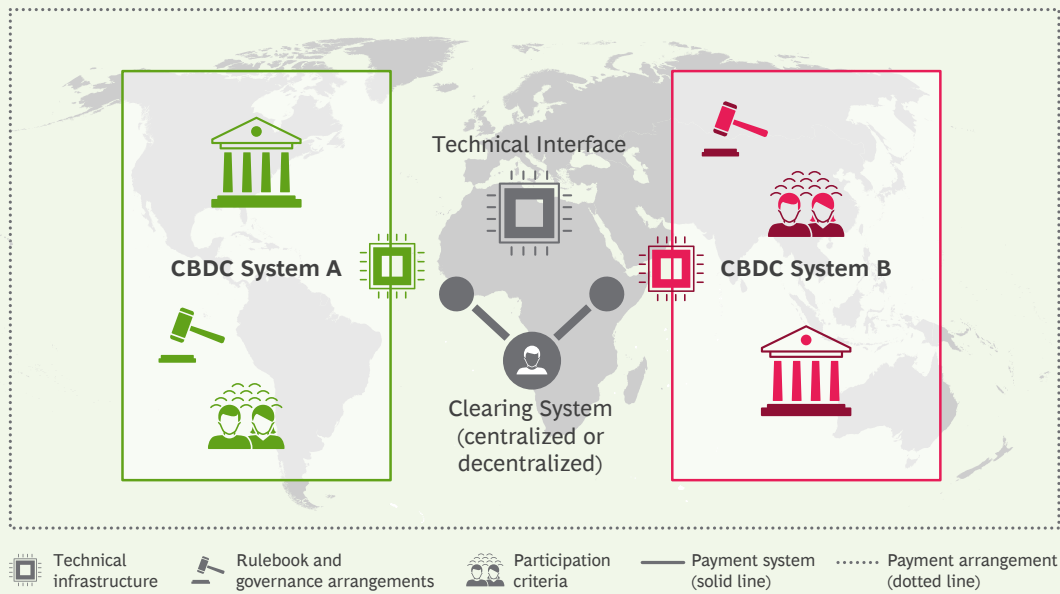 Technical Interface
CBDC System A
CBDC System B
Clearing System
(centralized or
decentralized)
Technical
infrastructure
Rulebook and
governance arrangements
Participation
criteria
Payment system
(solid line)
Payment arrangement
(dotted line)